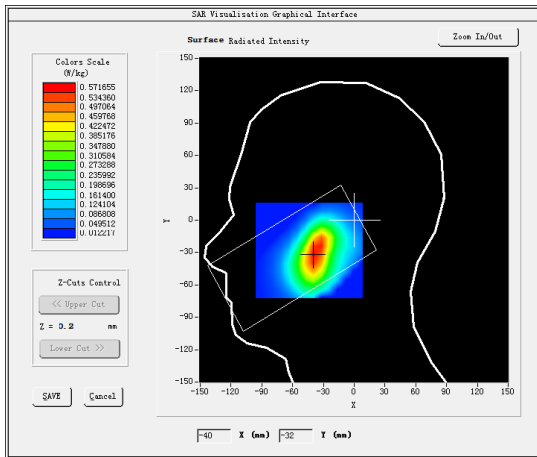 SAR Visualisation Graphical Interface
Surface Radiated Intensity
Zoom In/Out
Colors Scale
(W/kg)
0.571655
0.534360
0.497064
0.459768
0.422472
0.385176
0.347880
0.310584
0.273288
0.235992
0.198696
0.161400
0.124104
0.086808
0.049512
0.012217
Z-Cuts Control
<< Upper Cut
Z = 0.2 mm
Lower Cut >>
SAVE Cancel
150
120
90
60
30
0
-30
-60
-90
-120
-150
Y
-150 -120 -90 -60 -30 0 30 60 90 120 150
X
-40 X (mm) -32 Y (mm)